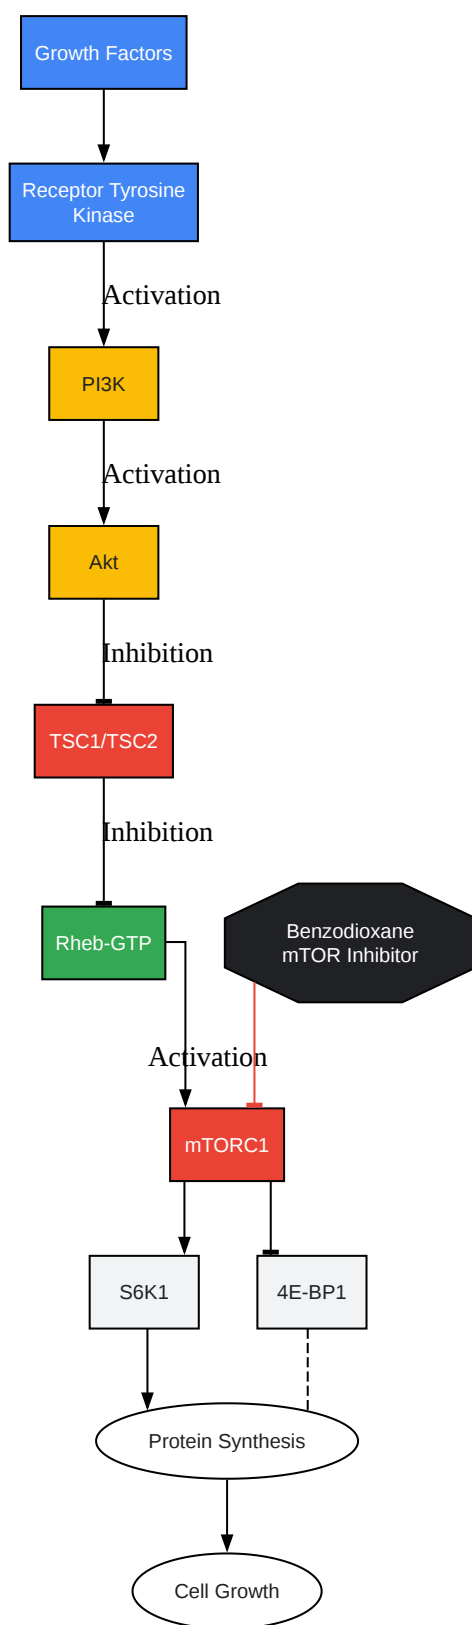 Growth Factors
Receptor Tyrosine
Kinase
Activation
PI3K
Activation
Akt
Inhibition
TSC1/TSC2
Inhibition
Rheb-GTP
Benzodioxane
mTOR Inhibitor
Activation
mTORC1
S6K1
4E-BP1
Protein Synthesis
Cell Growth